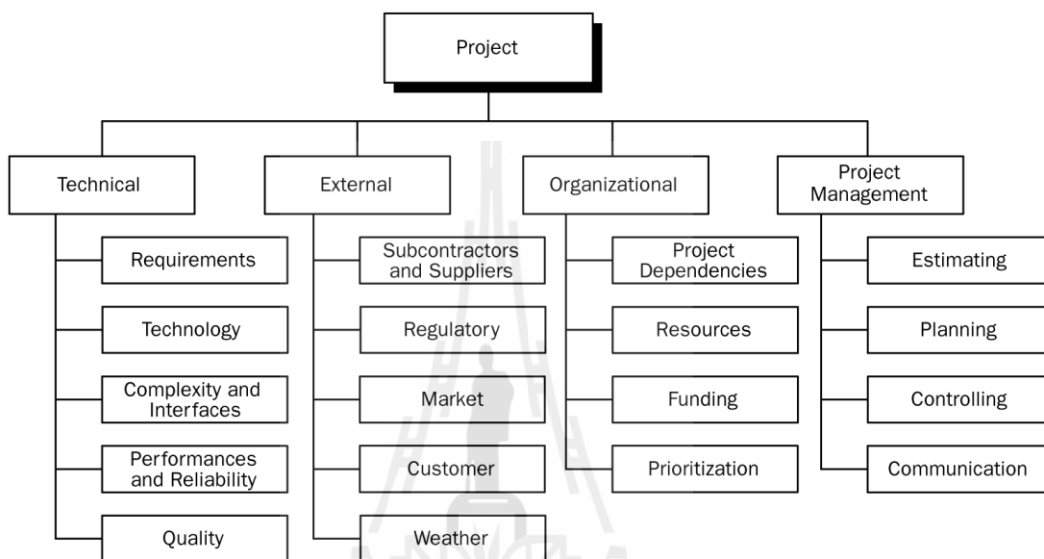 Project
Technical
External
Organizational
Project
Management
Requirements
Technology
Complexity and
Interfaces
Performances
and Reliability
Quality
Subcontractors
and Suppliers
Regulatory
Market
Customer
Weather
Project
Dependencies
Resources
Funding
Prioritization
Estimating
Planning
Controlling
Communication